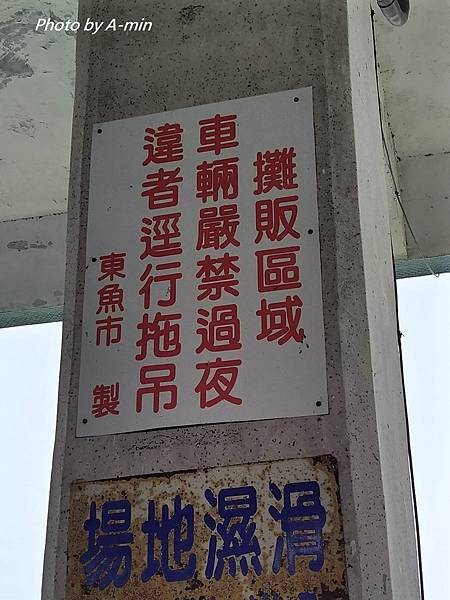 Photo by A-min
攤販區域
車輛嚴禁過夜
違者逕行拖吊
東魚市 製
場地濕滑